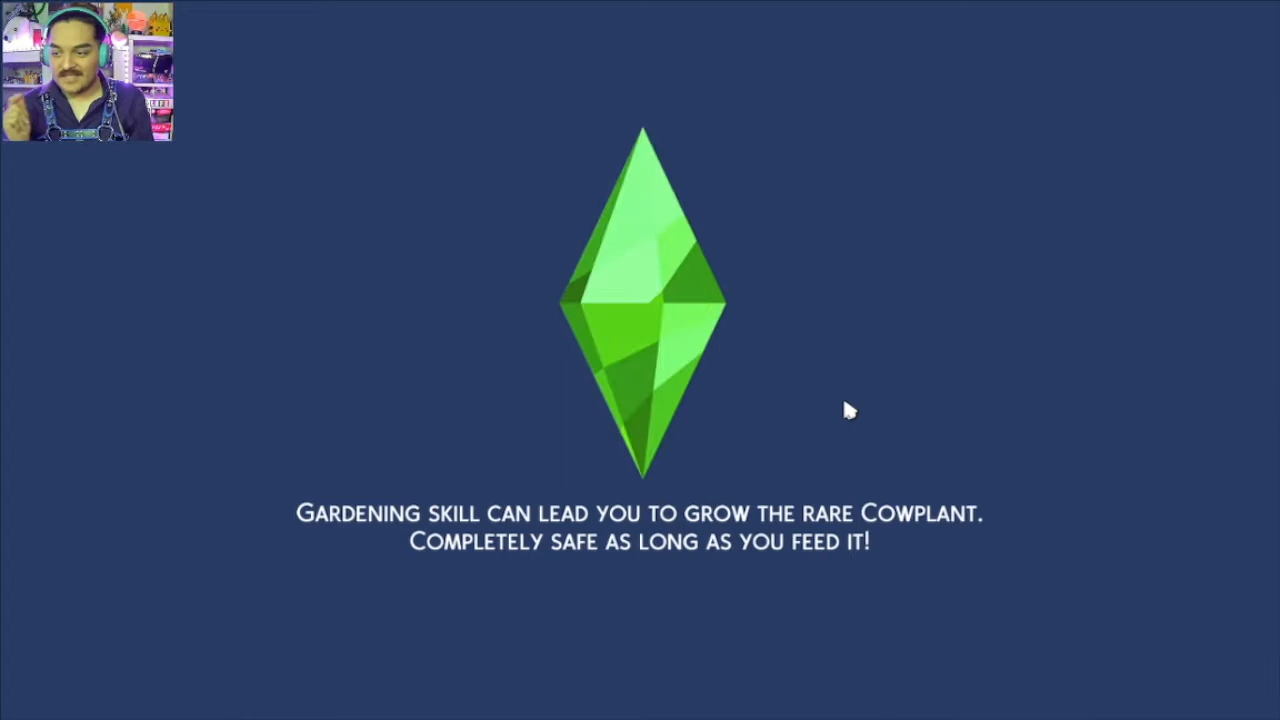 Gardening skill can lead you to grow the rare Cowplant.
Completely safe as long as you feed it!